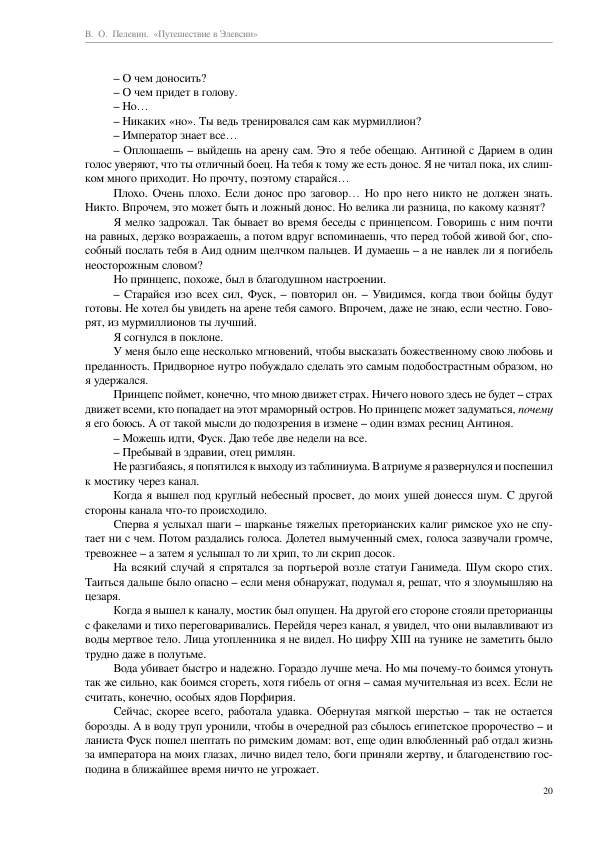 В. О. Пелевин. «Путешествие в Элевсин»
– О чем доносить?
– О чем придет в голову.
– Но…
– Никаких «но». Ты ведь тренировался сам как мурмиллион?
– Император знает все…
– Оплошаешь – выйдешь на арену сам. Это я тебе обещаю. Антиной с Дарием в один
голос уверяют, что ты отличный боец. На тебя к тому же есть донос. Я не читал пока, их слиш-
ком много приходит. Но прочту, поэтому старайся…
Плохо. Очень плохо. Если донос про заговор… Но про него никто не должен знать.
Никто. Впрочем, это может быть и ложный донос. Но велика ли разница, по какому казнят?
Я мелко задрожал. Так бывает во время беседы с принцепсом. Говоришь с ним почти
на равных, дерзко возражаешь, а потом вдруг вспоминаешь, что перед тобой живой бог, спо-
собный послать тебя в Аид одним щелчком пальцев. И думаешь – а не навлек ли я погибель
неосторожным словом?
Но принцепс, похоже, был в благодушном настроении.
– Старайся изо всех сил, Фуск, – повторил он. – Увидимся, когда твои бойцы будут
готовы. Не хотел бы увидеть на арене тебя самого. Впрочем, даже не знаю, если честно. Гово-
рят, из мурмиллионов ты лучший.
Я согнулся в поклоне.
У меня было еще несколько мгновений, чтобы высказать божественному свою любовь и
преданность. Придворное нутро побуждало сделать это самым подобострастным образом, но
я удержался.
Принцепс поймет, конечно, что мною движет страх. Ничего нового здесь не будет – страх
движет всеми, кто попадает на этот мраморный остров. Но принцепс может задуматься, почему
я его боюсь. А от такой мысли до подозрения в измене – один взмах ресниц Антиноя.
– Можешь идти, Фуск. Даю тебе две недели на все.
– Пребывай в здравии, отец римлян.
Не разгибаясь, я попятился к выходу из таблиниума. В атриуме я развернулся и поспешил
к мостику через канал.
Когда я вышел под круглый небесный просвет, до моих ушей донесся шум. С другой
стороны канала что-то происходило.
Сперва я услыхал шаги – шарканье тяжелых преторианских калиг римское ухо не спу-
тает ни с чем. Потом раздались голоса. Долетел вымученный смех, голоса зазвучали громче,
тревожнее – а затем я услышал то ли хрип, то ли скрип досок.
На всякий случай я спрятался за портьерой возле статуи Ганимеда. Шум скоро стих.
Таиться дальше было опасно – если меня обнаружат, подумал я, решат, что я злоумышляю на
цезаря.
Когда я вышел к каналу, мостик был опущен. На другой его стороне стояли преторианцы
с факелами и тихо переговаривались. Перейдя через канал, я увидел, что они вылавливают из
воды мертвое тело. Лица утопленника я не видел. Но цифру XIII на тунике не заметить было
трудно даже в полутьме.
Вода убивает быстро и надежно. Гораздо лучше меча. Но мы почему-то боимся утонуть
так же сильно, как боимся сгореть, хотя гибель от огня – самая мучительная из всех. Если не
считать, конечно, особых ядов Порфирия.
Сейчас, скорее всего, работала удавка. Обернутая мягкой шерстью – так не остается
борозды. А в воду труп уронили, чтобы в очередной раз сбылось египетское пророчество – и
ланиста Фуск пошел шептать по римским домам: вот, еще один влюбленный раб отдал жизнь
за императора на моих глазах, лично видел тело, боги приняли жертву, и благоденствию гос-
подина в ближайшее время ничто не угрожает.
20